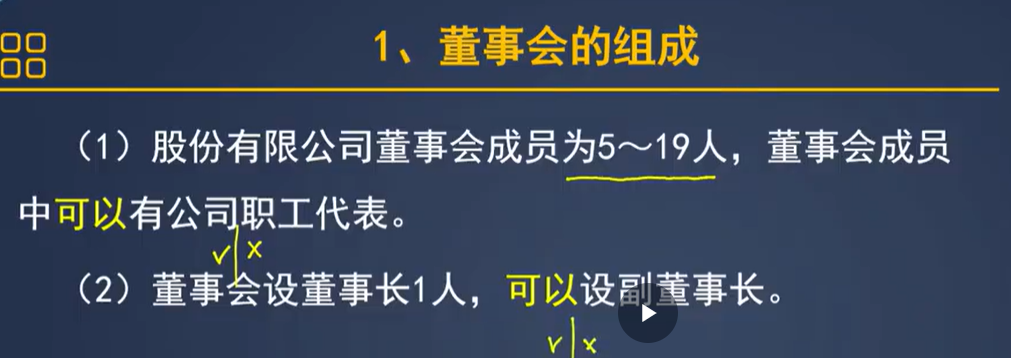 1、董事会的组成
（1）股份有限公司董事会成员为5～19人，董事会成员
中可以有公司职工代表。
√ ×
（2）董事会设董事长1人，可以设副董事长。
√ ×